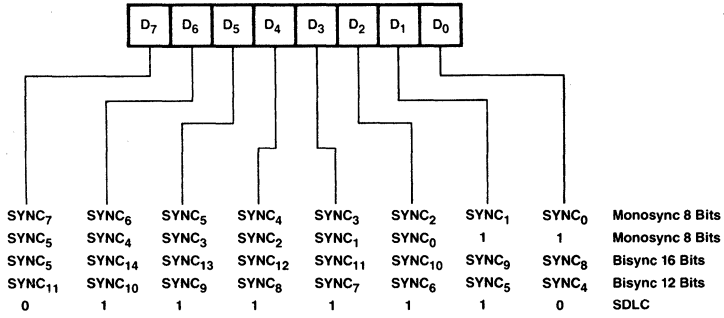 D7 D6 D5 D4 D3 D2 D1 D0
SYNC7 SYNC6 SYNC5 SYNC4 SYNC3 SYNC2 SYNC1 SYNC0 Monosync 8 Bits
SYNC5 SYNC4 SYNC3 SYNC2 SYNC1 SYNC0 1 1 Monosync 8 Bits
SYNC5 SYNC14 SYNC13 SYNC12 SYNC11 SYNC10 SYNC9 SYNC8 Bisync 16 Bits
SYNC11 SYNC10 SYNC9 SYNC8 SYNC7 SYNC6 SYNC5 SYNC4 Bisync 12 Bits
0 1 1 1 1 1 1 0 SDLC